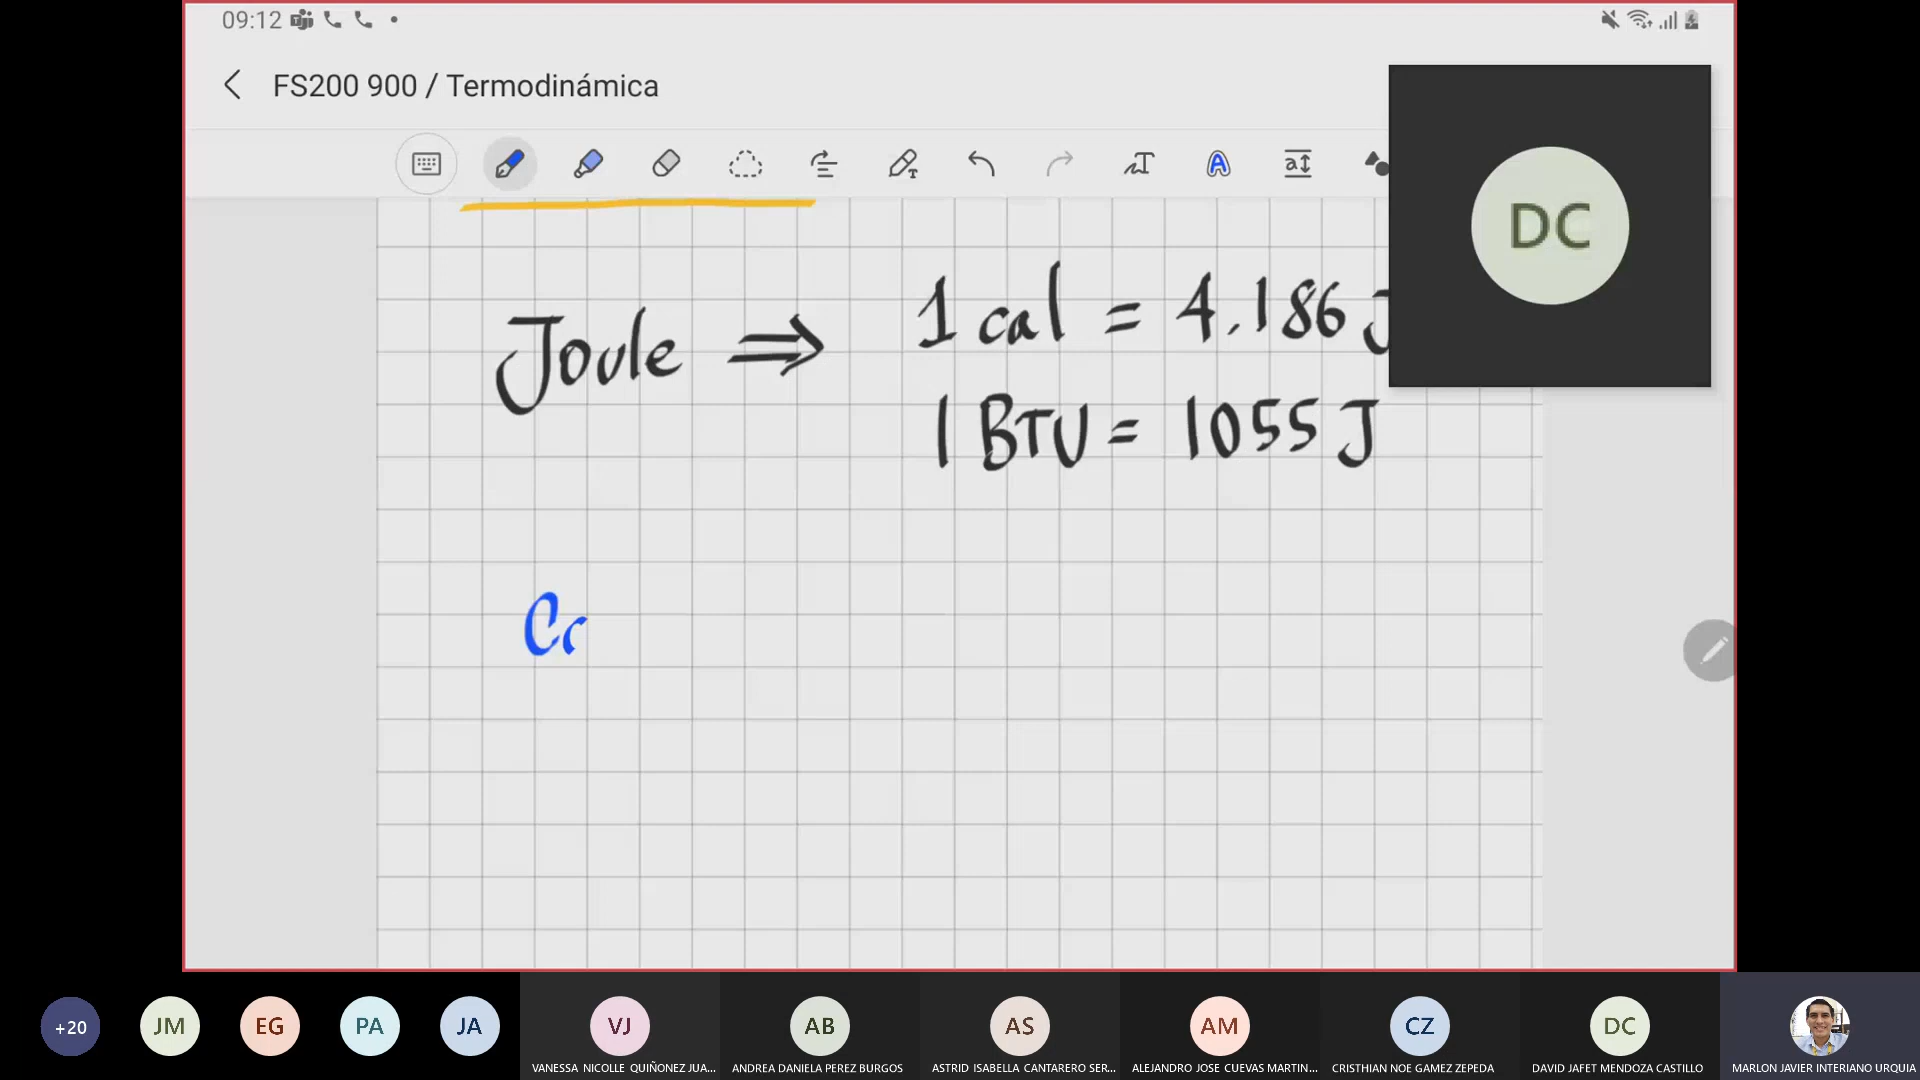 09:12
FS200 900 / Termodinámica
DC
Joule ⇒ 1 cal = 4.186 J
1 BTU = 1055 J
Ca
+20
JM
EG
PA
JA
VJ
AB
AS
AM
CZ
DC
VANESSA NICOLLE QUIÑONEZ JUA...
ANDREA DANIELA PEREZ BURGOS
ASTRID ISABELLA CANTARERO SER...
ALEJANDRO JOSE CUEVAS MARTIN...
CRISTHIAN NOE GAMEZ ZEPEDA
DAVID JAFET MENDOZA CASTILLO
MARLON JAVIER INTERIANO URQUIA